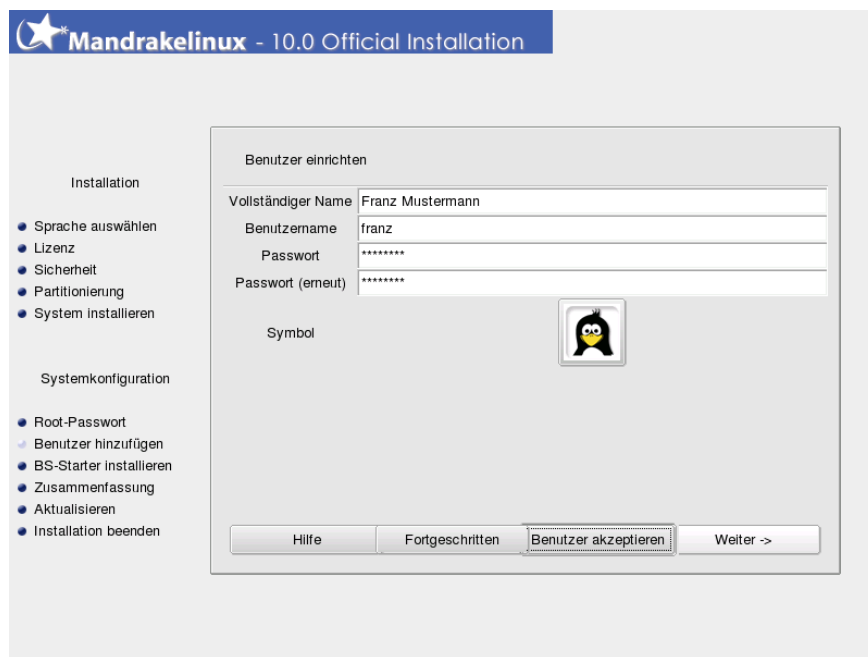 Mandrakelinux - 10.0 Official Installation
Installation
Sprache auswählen
Lizenz
Sicherheit
Partitionierung
System installieren
Systemkonfiguration
Root-Passwort
Benutzer hinzufügen
BS-Starter installieren
Zusammenfassung
Aktualisieren
Installation beenden
Benutzer einrichten
Vollständiger Name Franz Mustermann
Benutzername franz
Passwort ********
Passwort (erneut) ********
Symbol
Hilfe Fortgeschritten Benutzer akzeptieren Weiter ->